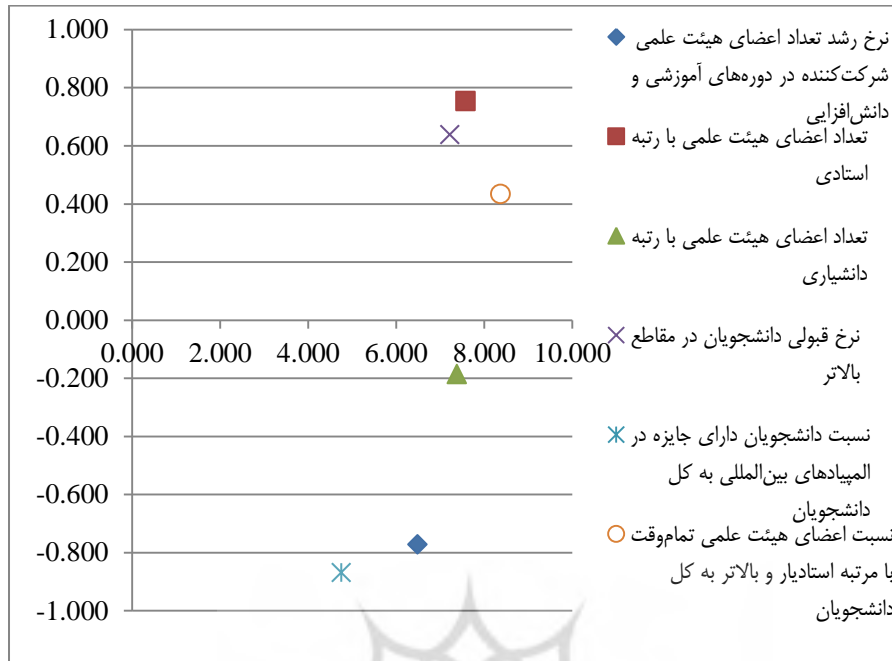 1.000
0.800
0.600
0.400
0.200
0.000
-0.200
-0.400
-0.600
-0.800
-1.000
0.000 2.000 4.000 6.000 8.000 10.000
نرخ رشد تعداد اعضای هیئت علمی
شرکت‌کننده در دوره‌های آموزشی و
دانش‌افزایی
تعداد اعضای هیئت علمی با رتبه
استادی
تعداد اعضای هیئت علمی با رتبه
دانشیاری
نرخ قبولی دانشجویان در مقاطع
بالاتر
نسبت دانشجویان دارای جایزه در
المپیادهای بین‌المللی به کل
دانشجویان
نسبت اعضای هیئت علمی تمام‌وقت
با مرتبه استادیار و بالاتر به کل
دانشجویان